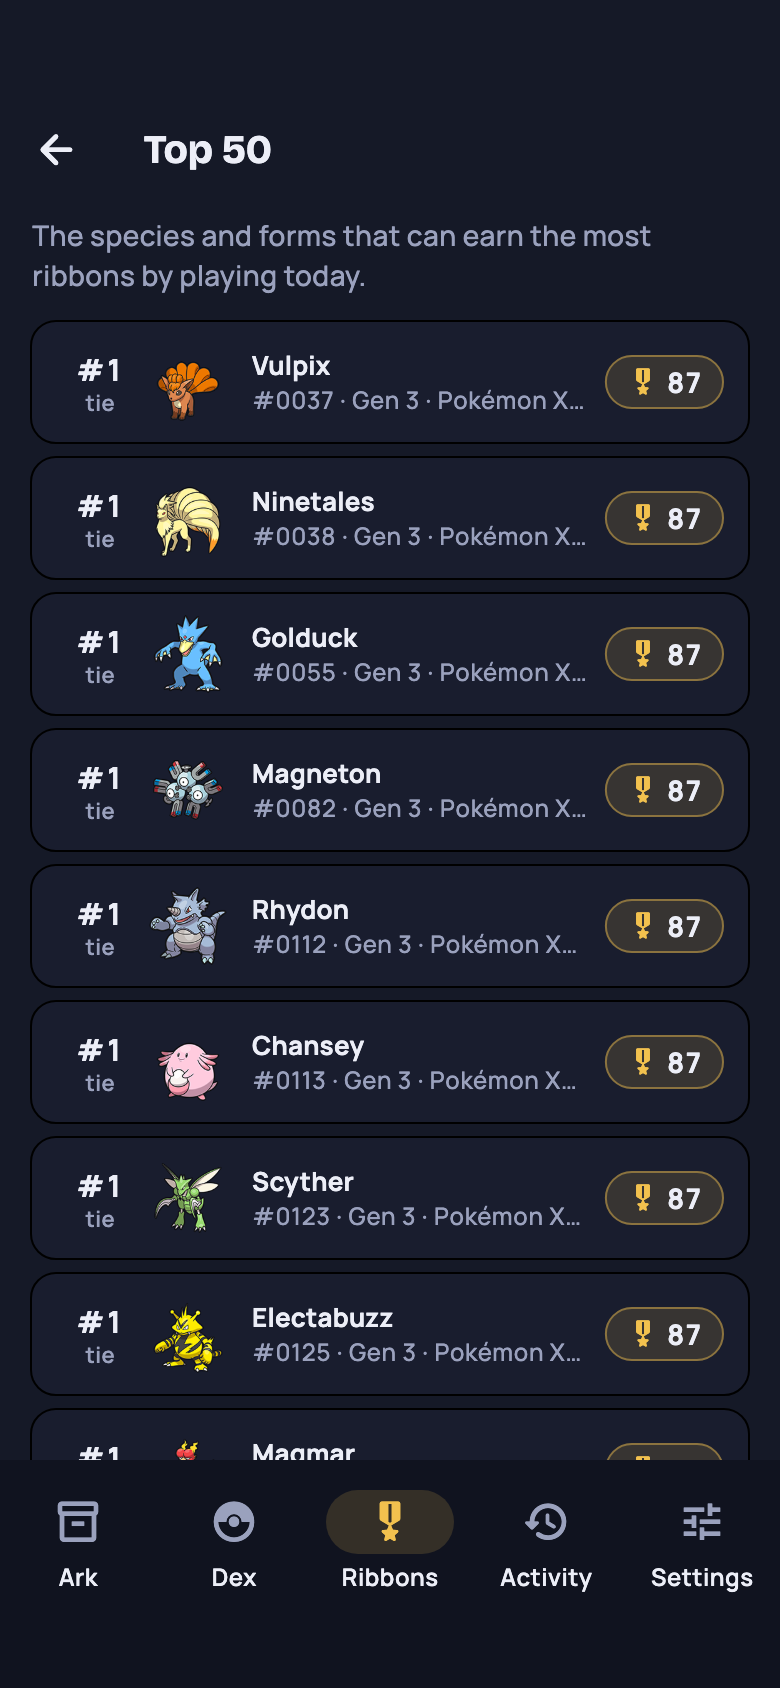 Top 50
The species and forms that can earn the most
ribbons by playing today.
#1
tie
Vulpix
#0037 · Gen 3 · Pokémon X...
87
#1
tie
Ninetales
#0038 · Gen 3 · Pokémon X...
87
#1
tie
Golduck
#0055 · Gen 3 · Pokémon X...
87
#1
tie
Magneton
#0082 · Gen 3 · Pokémon X...
87
#1
tie
Rhydon
#0112 · Gen 3 · Pokémon X...
87
#1
tie
Chansey
#0113 · Gen 3 · Pokémon X...
87
#1
tie
Scyther
#0123 · Gen 3 · Pokémon X...
87
#1
tie
Electabuzz
#0125 · Gen 3 · Pokémon X...
87
#1
Magmar
Ark
Dex
Ribbons
Activity
Settings